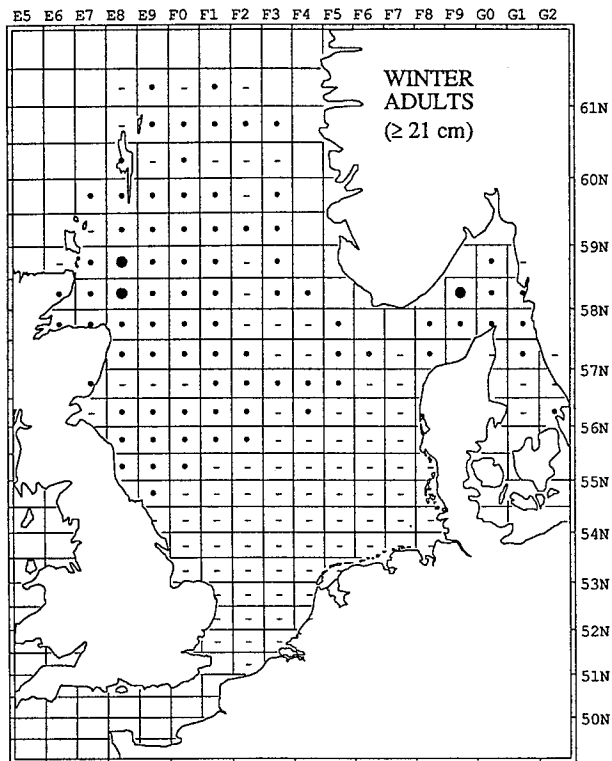 E5 E6 E7 E8 E9 F0 F1 F2 F3 F4 F5 F6 F7 F8 F9 G0 G1 G2
WINTER
ADULTS
(≥ 21 cm)
61N
60N
59N
58N
57N
56N
55N
54N
53N
52N
51N
50N